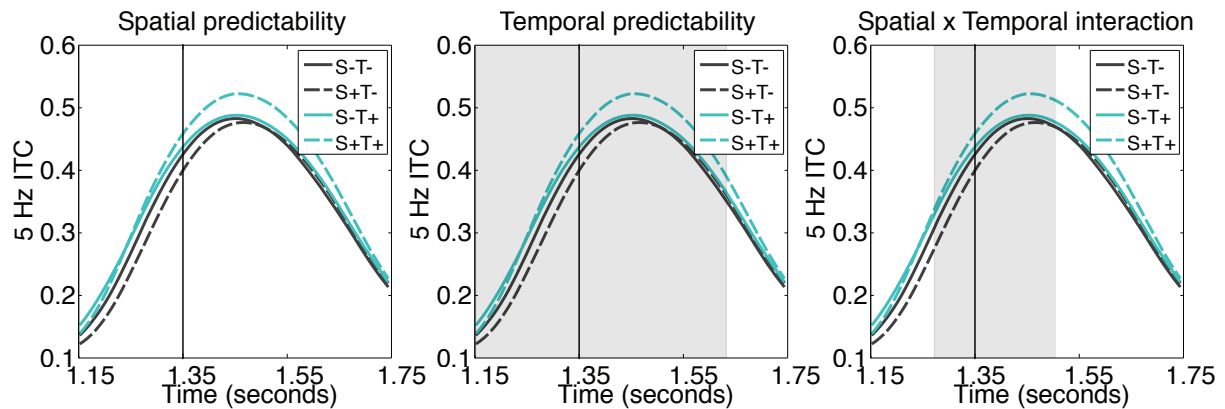 Spatial predictability
0.6
0.5
0.4
0.3
0.2
0.1
5 Hz ITC
S-T-
S+T-
S-T+
S+T+
1.15
1.35
1.55
1.75
Time (seconds)
Temporal predictability
0.6
0.5
0.4
0.3
0.2
0.1
5 Hz ITC
S-T-
S+T-
S-T+
S+T+
1.15
1.35
1.55
1.75
Time (seconds)
Spatial x Temporal interaction
0.6
0.5
0.4
0.3
0.2
0.1
5 Hz ITC
S-T-
S+T-
S-T+
S+T+
1.15
1.35
1.55
1.75
Time (seconds)